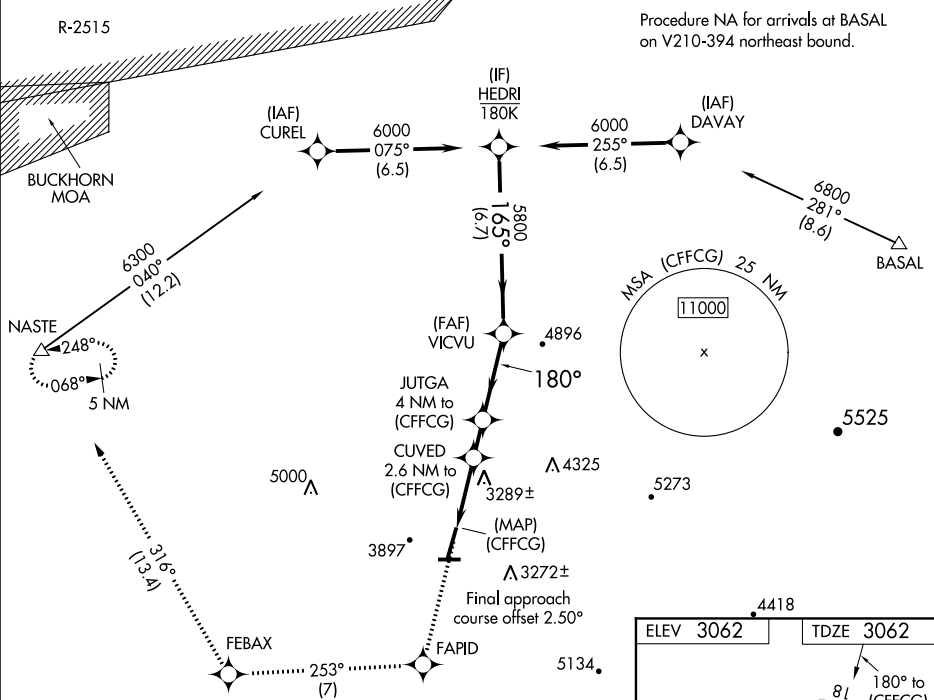 R-2515
Procedure NA for arrivals at BASAL
on V210-394 northeast bound.
BUCKHORN
MOA
(IAF)
CUREL
6000
075°
(6.5)
(IF)
HEDRI
180K
6000
255°
(6.5)
(IAF)
DAVAY
6800
281°
(8.6)
BASAL
5800
165°
(6.7)
6300
040°
(12.2)
NASTE
248°
068°
5 NM
MSA (CFFCG) 25 NM
11000
x
(FAF)
VICVU
4896
180°
JUTGA
4 NM to
(CFFCG)
CUVED
2.6 NM to
(CFFCG)
5525
5000
3289±
4325
5273
(MAP)
(CFFCG)
3897
3272±
Final approach
course offset 2.50°
316°
(13.4)
FEBAX
253°
(7)
FAPID
5134
4418
ELEV 3062
TDZE 3062
180° to
(CFFCG)
18